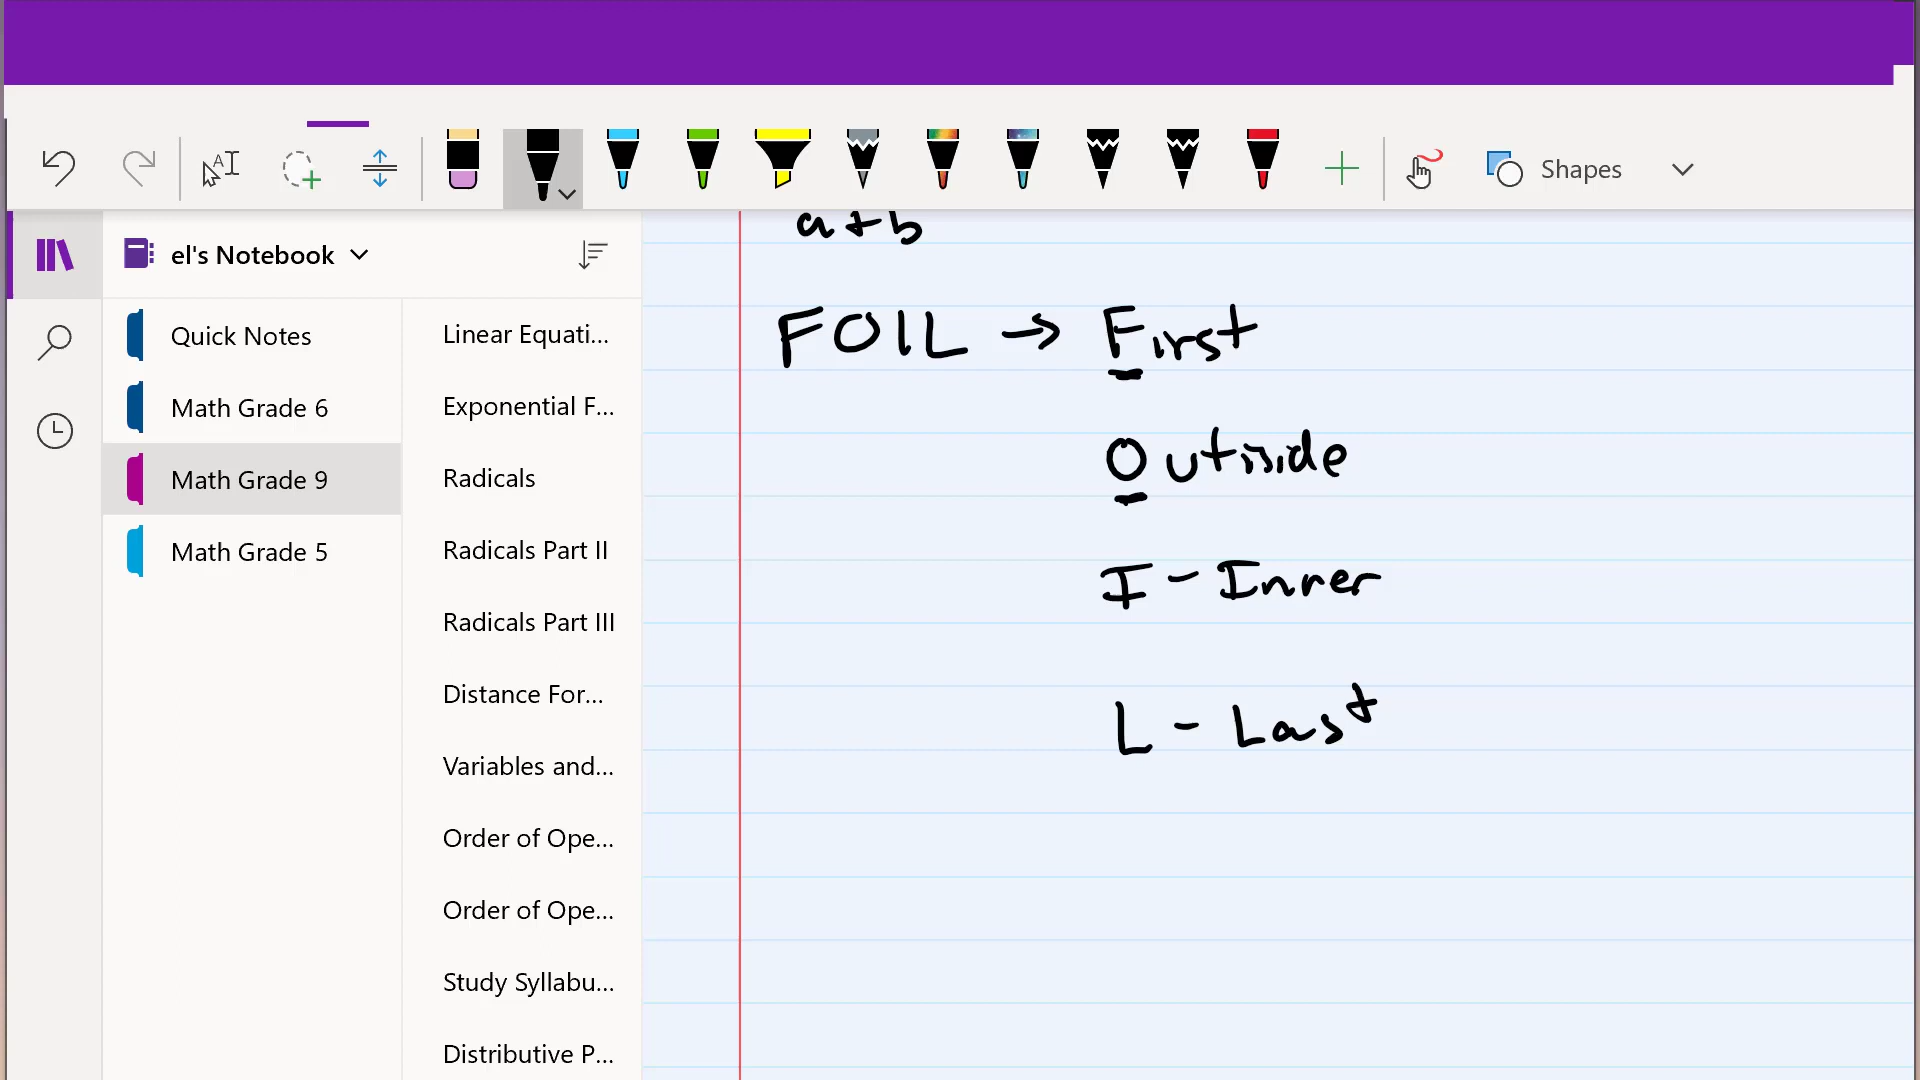 Shapes
el's Notebook
Quick Notes
Math Grade 6
Math Grade 9
Math Grade 5
Linear Equati...
Exponential F...
Radicals
Radicals Part II
Radicals Part III
Distance For...
Variables and...
Order of Ope...
Order of Ope...
Study Syllabu...
Distributive P...
a+b
FOIL → First
Outside
I - Inner
L - Last